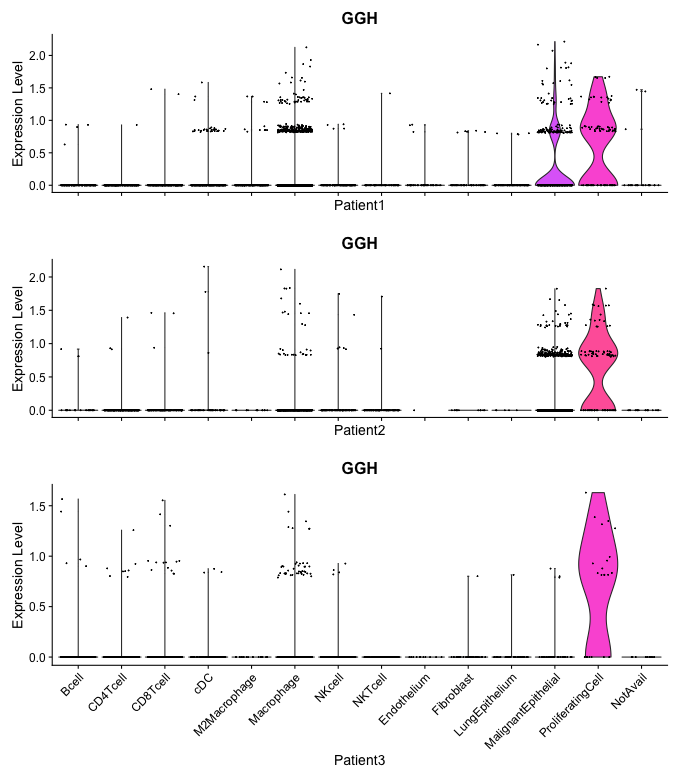 GGH
Expression Level
2.0
1.5
1.0
0.5
0.0
Patient1
GGH
Expression Level
2.0
1.5
1.0
0.5
0.0
Patient2
GGH
Expression Level
1.5
1.0
0.5
0.0
Bcell
CD4Tcell
CD8Tcell
cDC
M2Macrophage
Macrophage
NKcell
NKTcell
Endothelium
Fibroblast
LungEpithelium
MalignantEpithelial
ProliferatingCell
NotAvail
Patient3